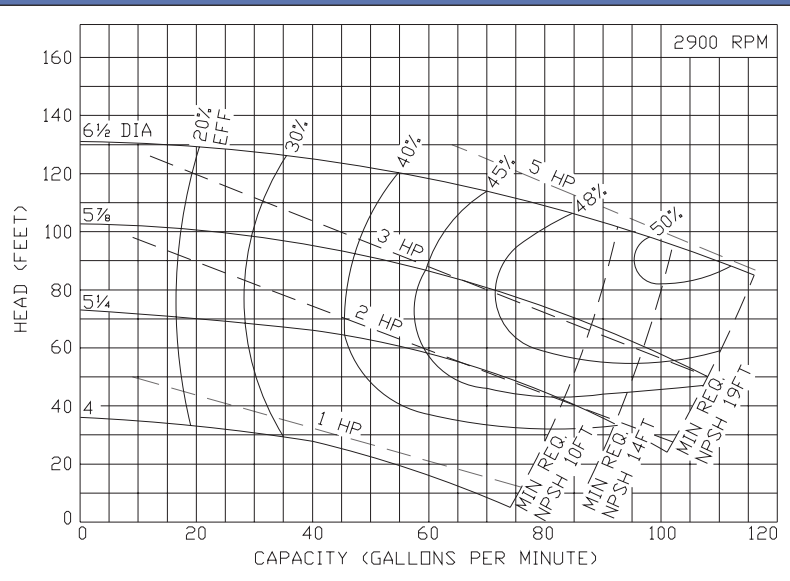 2900 RPM
160
140
120
100
80
60
40
20
0
HEAD (FEET)
6½ DIA
5⅞
5¼
4
20%
EFF
30%
40%
45%
48%
50%
5 HP
3 HP
2 HP
1 HP
MIN REQ.
NPSH 10FT
MIN REQ.
NPSH 14FT
MIN REQ.
NPSH 19FT
0
20
40
60
80
100
120
CAPACITY (GALLONS PER MINUTE)